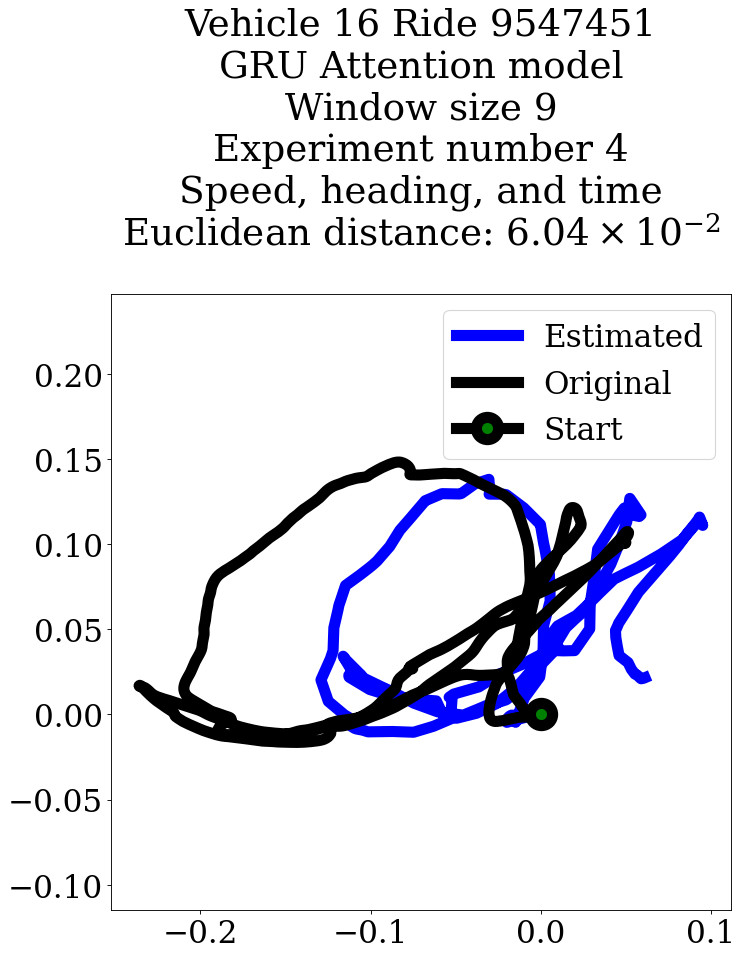 Vehicle 16 Ride 9547451
GRU Attention model
Window size 9
Experiment number 4
Speed, heading, and time
Euclidean distance: 6.04 × 10⁻²
Estimated
Original
Start
0.20
0.15
0.10
0.05
0.00
−0.05
−0.10
−0.2 −0.1 0.0 0.1